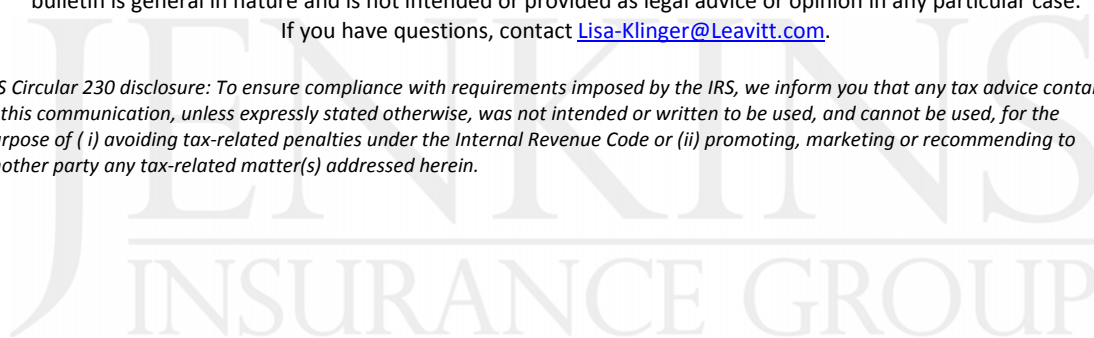 bulletin is general in nature and is not intended or provided as legal advice or opinion in any particular case.
If you have questions, contact Lisa-Klinger@Leavitt.com.
S Circular 230 disclosure: To ensure compliance with requirements imposed by the IRS, we inform you that any tax advice conta
this communication, unless expressly stated otherwise, was not intended or written to be used, and cannot be used, for the
rpose of ( i) avoiding tax-related penalties under the Internal Revenue Code or (ii) promoting, marketing or recommending to
other party any tax-related matter(s) addressed herein.
JENKINS
INSURANCE GROUP